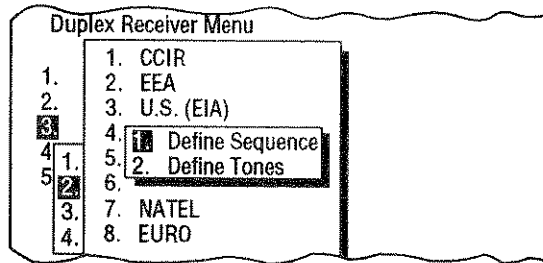 Duplex Receiver Menu
1.
2.
3.
4
5
1.
2.
3.
4.
1. CCIR
2. EEA
3. U.S. (EIA)
4.
5.
6.
7. NATEL
8. EURO
1. Define Sequence
2. Define Tones